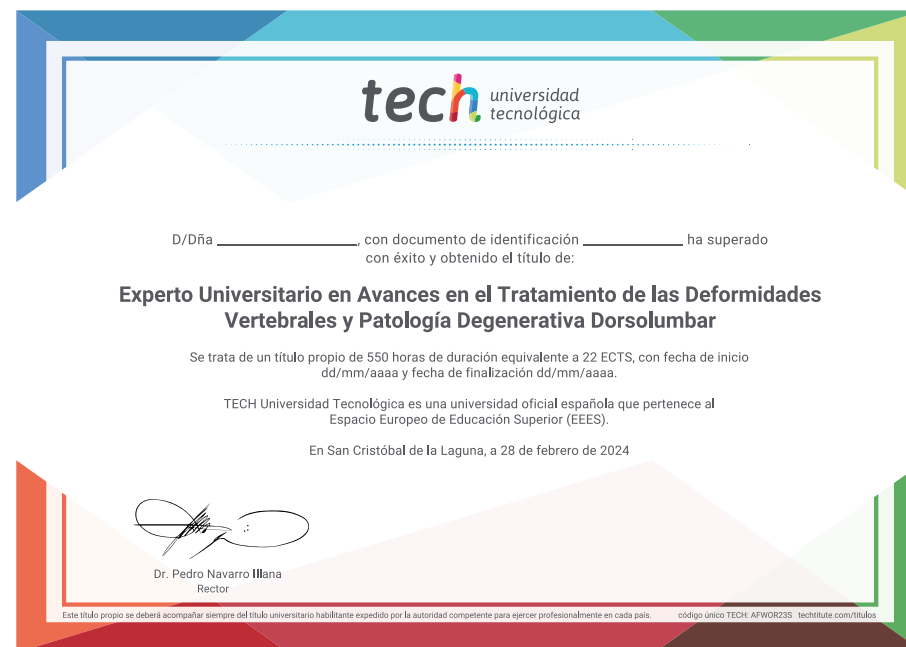 tech universidad
tecnológica
D/Dña ____________________, con documento de identificación ______________ ha superado
con éxito y obtenido el título de:
Experto Universitario en Avances en el Tratamiento de las Deformidades
Vertebrales y Patología Degenerativa Dorsolumbar
Se trata de un título propio de 550 horas de duración equivalente a 22 ECTS, con fecha de inicio
dd/mm/aaaa y fecha de finalización dd/mm/aaaa.
TECH Universidad Tecnológica es una universidad oficial española que pertenece al
Espacio Europeo de Educación Superior (EEES).
En San Cristóbal de la Laguna, a 28 de febrero de 2024
Dr. Pedro Navarro Illana
Rector
Este título propio se deberá acompañar siempre del título universitario habilitante expedido por la autoridad competente para ejercer profesionalmente en cada país. código único TECH: AFWOR23S techtitute.com/titulos